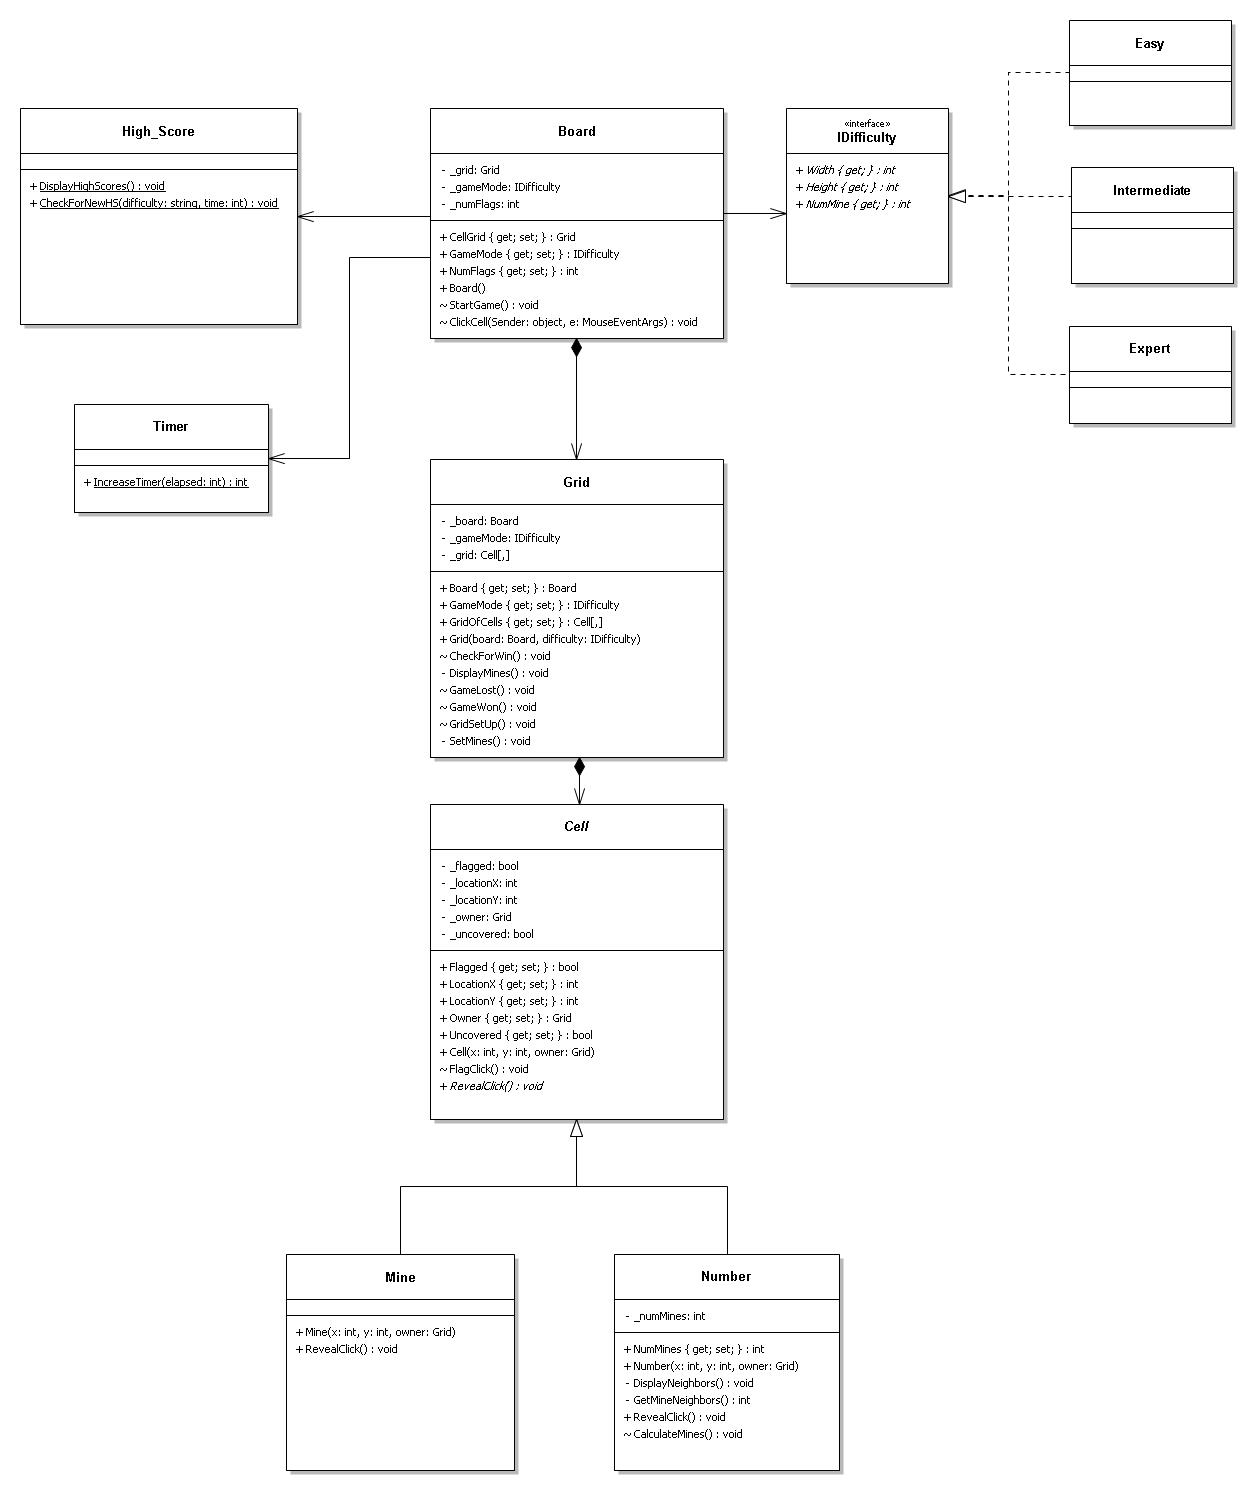 Easy
High_Score
+ DisplayHighScores() : void
+ CheckForNewHS(difficulty: string, time: int) : void
Board
- _grid: Grid
- _gameMode: IDifficulty
- _numFlags: int
+ CellGrid { get; set; } : Grid
+ GameMode { get; set; } : IDifficulty
+ NumFlags { get; set; } : int
+ Board()
~ StartGame() : void
~ ClickCell(Sender: object, e: MouseEventArgs) : void
«interface»
IDifficulty
+ Width { get; } : int
+ Height { get; } : int
+ NumMine { get; } : int
Intermediate
Expert
Timer
+ IncreaseTimer(elapsed: int) : int
Grid
- _board: Board
- _gameMode: IDifficulty
- _grid: Cell[,]
+ Board { get; set; } : Board
+ GameMode { get; set; } : IDifficulty
+ GridOfCells { get; set; } : Cell[,]
+ Grid(board: Board, difficulty: IDifficulty)
~ CheckForWin() : void
- DisplayMines() : void
~ GameLost() : void
~ GameWon() : void
~ GridSetUp() : void
- SetMines() : void
Cell
- _flagged: bool
- _locationX: int
- _locationY: int
- _owner: Grid
- _uncovered: bool
+ Flagged { get; set; } : bool
+ LocationX { get; set; } : int
+ LocationY { get; set; } : int
+ Owner { get; set; } : Grid
+ Uncovered { get; set; } : bool
+ Cell(x: int, y: int, owner: Grid)
~ FlagClick() : void
+ RevealClick() : void
Mine
+ Mine(x: int, y: int, owner: Grid)
+ RevealClick() : void
Number
- _numMines: int
+ NumMines { get; set; } : int
+ Number(x: int, y: int, owner: Grid)
- DisplayNeighbors() : void
- GetMineNeighbors() : int
+ RevealClick() : void
~ CalculateMines() : void